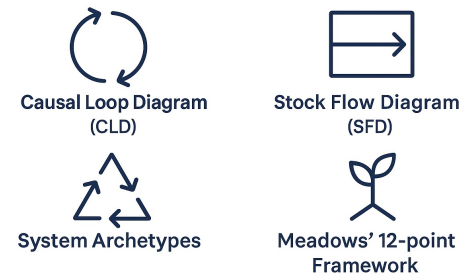 Causal Loop Diagram
(CLD)
Stock Flow Diagram
(SFD)
System Archetypes
Meadows’ 12-point
Framework